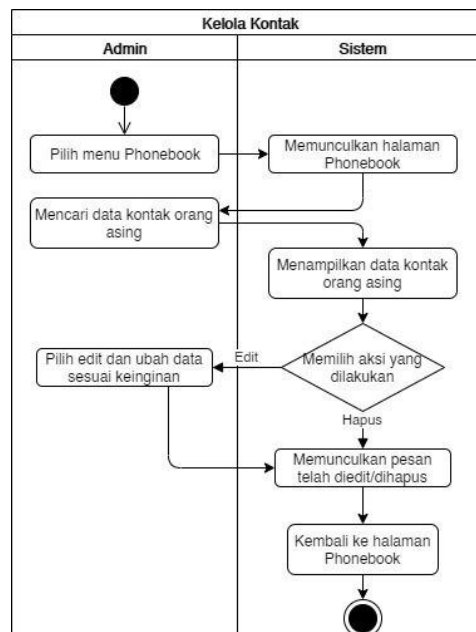 Kelola Kontak
Admin
Sistem
Pilih menu Phonebook
Memunculkan halaman
Phonebook
Mencari data kontak orang
asing
Menampilkan data kontak
orang asing
Memilih aksi yang
dilakukan
Edit
Pilih edit dan ubah data
sesuai keinginan
Hapus
Memunculkan pesan
telah diedit/dihapus
Kembali ke halaman
Phonebook